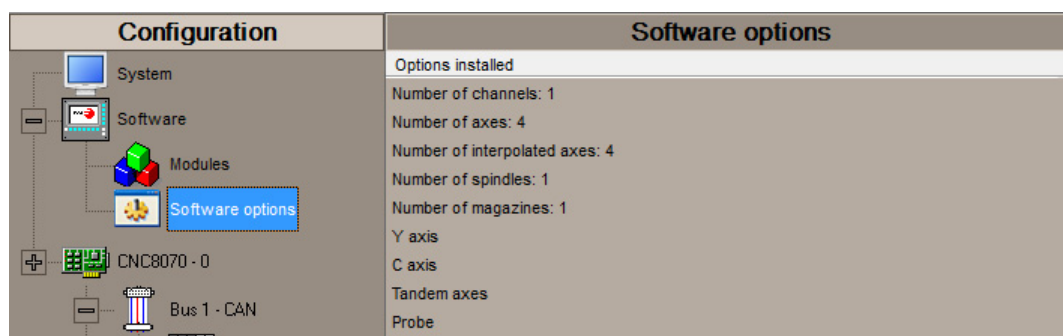 Configuration
System
Software
Modules
Software options
CNC8070 - 0
Bus 1 - CAN
Software options
Options installed
Number of channels: 1
Number of axes: 4
Number of interpolated axes: 4
Number of spindles: 1
Number of magazines: 1
Y axis
C axis
Tandem axes
Probe